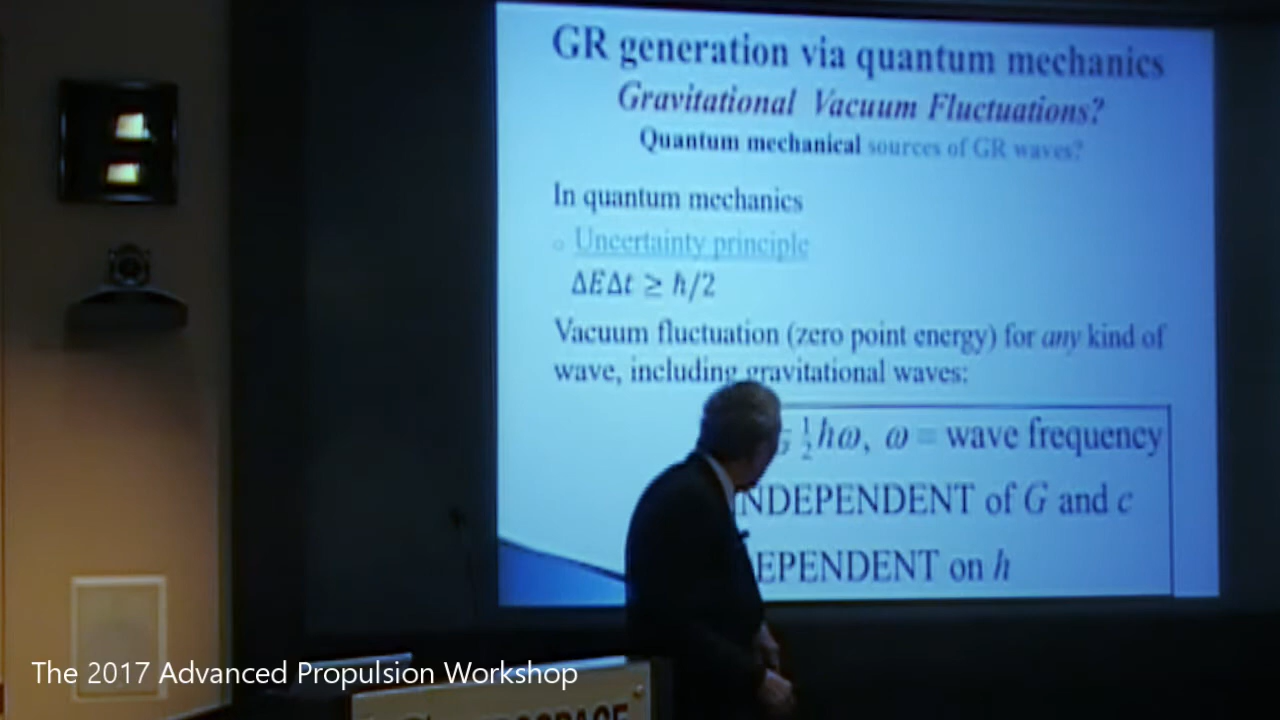 GR generation via quantum mechanics
Gravitational Vacuum Fluctuations?
Quantum mechanical sources of GR waves?
In quantum mechanics
○ Uncertainty principle
ΔEΔt ≥ ħ/2
Vacuum fluctuation (zero point energy) for any kind of
wave, including gravitational waves:
½ħω, ω = wave frequency
NDEPENDENT of G and c
EPENDENT on ħ
The 2017 Advanced Propulsion Workshop